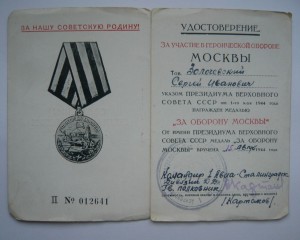 ЗА НАШУ СОВЕТСКУЮ РОДИНУ!
П № 012641
УДОСТОВЕРЕНИЕ
ЗА УЧАСТИЕ В ГЕРОИЧЕСКОЙ ОБОРОНЕ
МОСКВЫ
Тов.
Сергей Иванович
УКАЗОМ ПРЕЗИДИУМА ВЕРХОВНОГО
СОВЕТА СССР от 1-го мая 1944 года
НАГРАЖДЕН МЕДАЛЬЮ
"ЗА ОБОРОНУ МОСКВЫ"
От имени ПРЕЗИДИУМА ВЕРХОВНОГО
СОВЕТА СССР МЕДАЛЬ "ЗА ОБОРОНУ
МОСКВЫ" ВРУЧЕНА
Командир